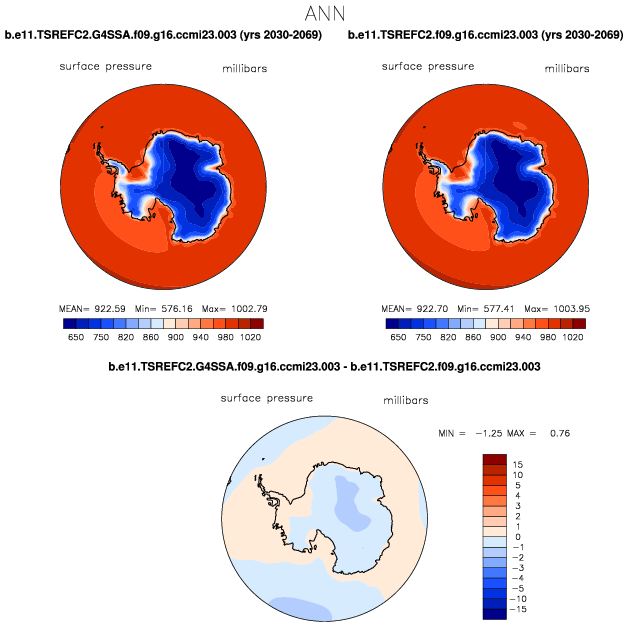 ANN
b.e11.TSREFC2.G4SSA.f09.g16.ccmi23.003 (yrs 2030-2069)
b.e11.TSREFC2.f09.g16.ccmi23.003 (yrs 2030-2069)
surface pressure millibars
surface pressure millibars
MEAN= 922.59 Min= 576.16 Max= 1002.79
MEAN= 922.70 Min= 577.41 Max= 1003.95
650 750 820 860 900 940 980 1020
650 750 820 860 900 940 980 1020
b.e11.TSREFC2.G4SSA.f09.g16.ccmi23.003 - b.e11.TSREFC2.f09.g16.ccmi23.003
surface pressure millibars
MIN = -1.25 MAX = 0.76
15
10
5
4
3
2
1
0
-1
-2
-3
-4
-5
-10
-15